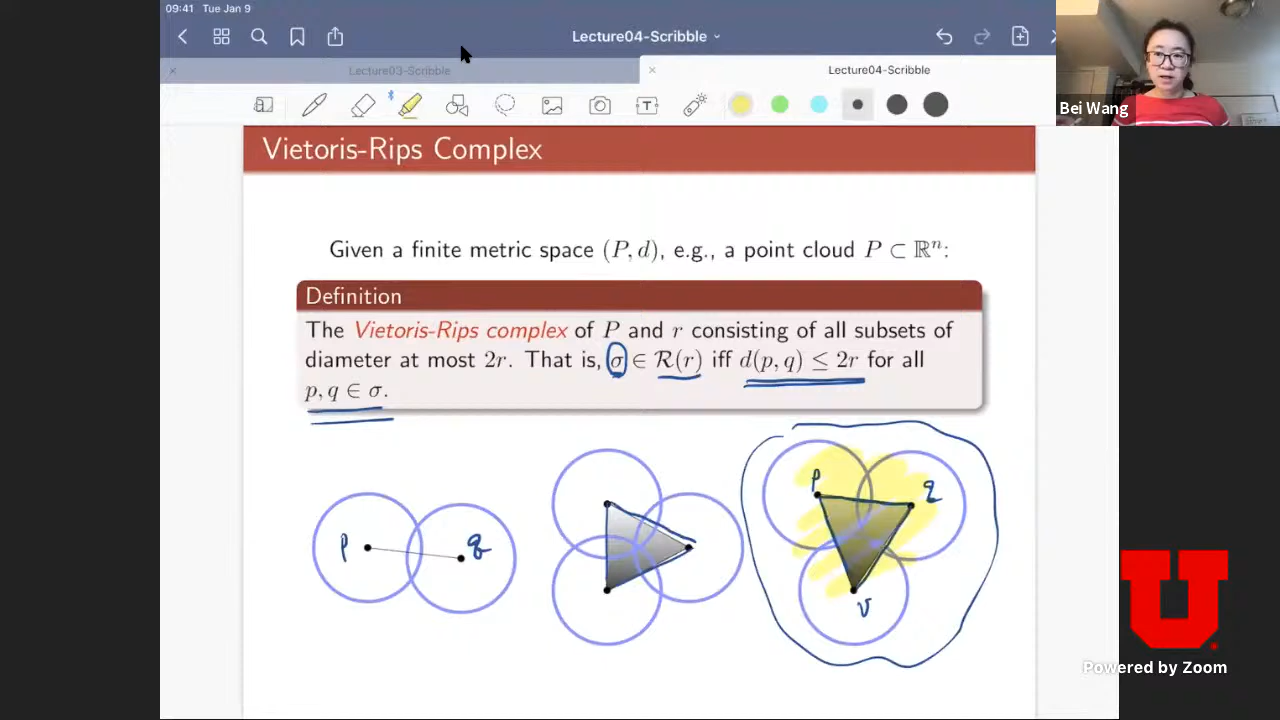 09:41 Tue Jan 9
Lecture04-Scribble
Lecture03-Scribble
Lecture04-Scribble
T
Bei Wang
Vietoris-Rips Complex
Given a finite metric space (P, d), e.g., a point cloud P ⊂ ℝⁿ:
Definition
The Vietoris-Rips complex of P and r consisting of all subsets of
diameter at most 2r. That is, σ ∈ R(r) iff d(p, q) ≤ 2r for all
p, q ∈ σ.
p q
p q
v
U
Powered by Zoom